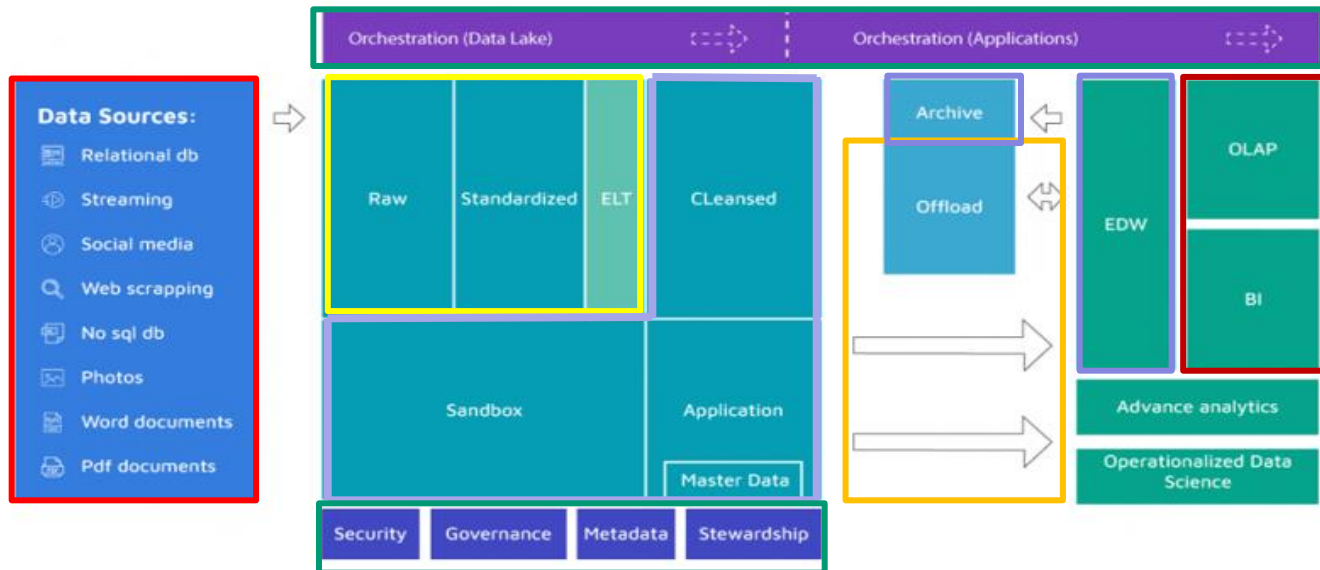 Orchestration (Data Lake)
Orchestration (Applications)
Data Sources:
Relational db
Streaming
Social media
Web scrapping
No sql db
Photos
Word documents
Pdf documents
Raw
Standardized
ELT
CLeansed
Sandbox
Application
Master Data
Security
Governance
Metadata
Stewardship
Archive
Offload
EDW
OLAP
BI
Advance analytics
Operationalized Data
Science